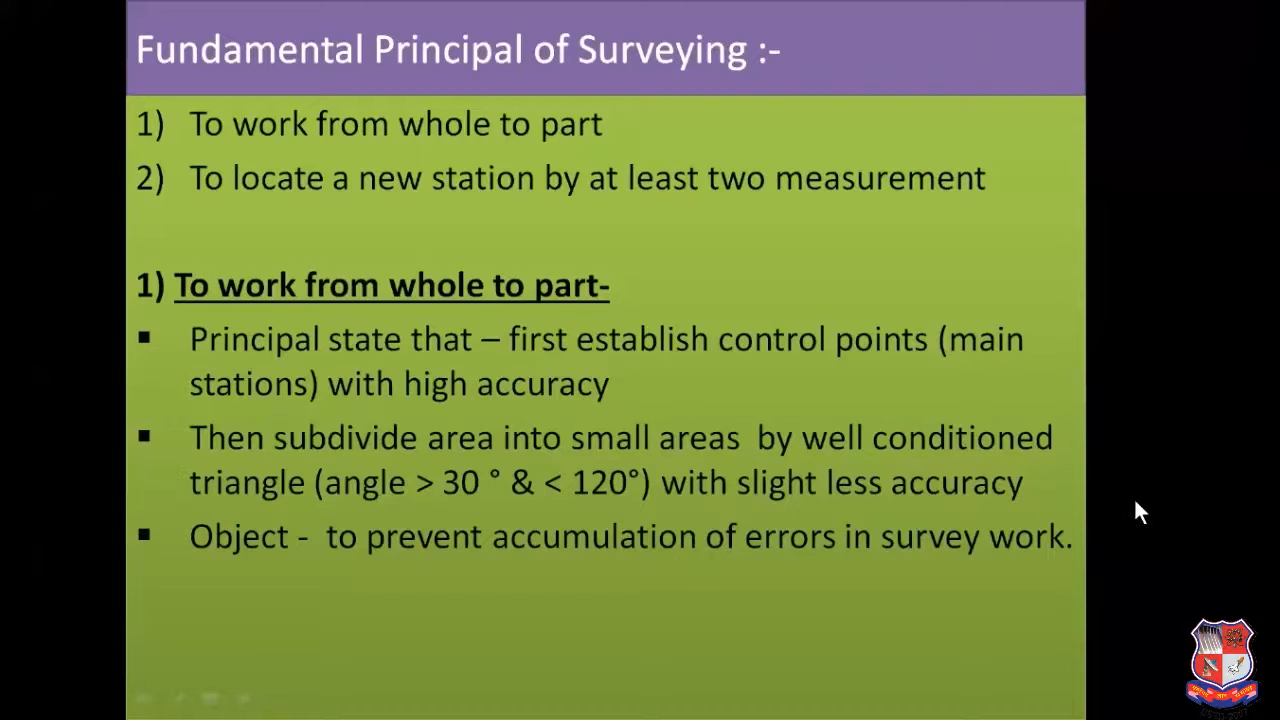 Fundamental Principal of Surveying :-
1) To work from whole to part
2) To locate a new station by at least two measurement
1) To work from whole to part-
▪ Principal state that – first establish control points (main
stations) with high accuracy
▪ Then subdivide area into small areas by well conditioned
triangle (angle > 30 ° & < 120°) with slight less accuracy
▪ Object - to prevent accumulation of errors in survey work.